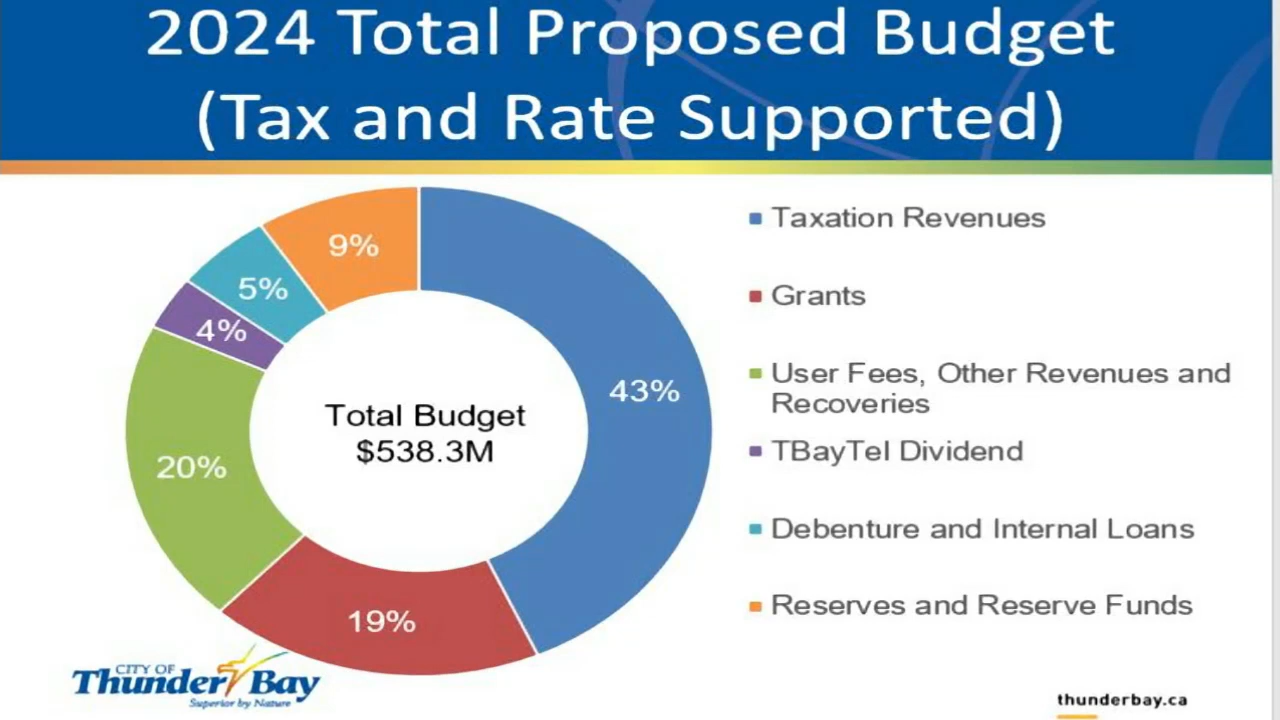 2024 Total Proposed Budget
(Tax and Rate Supported)
9%
5%
4%
43%
20%
19%
Total Budget
$538.3M
Taxation Revenues
Grants
User Fees, Other Revenues and
Recoveries
TBayTel Dividend
Debenture and Internal Loans
Reserves and Reserve Funds
CITY OF
Thunder Bay
Superior by Nature
thunderbay.ca